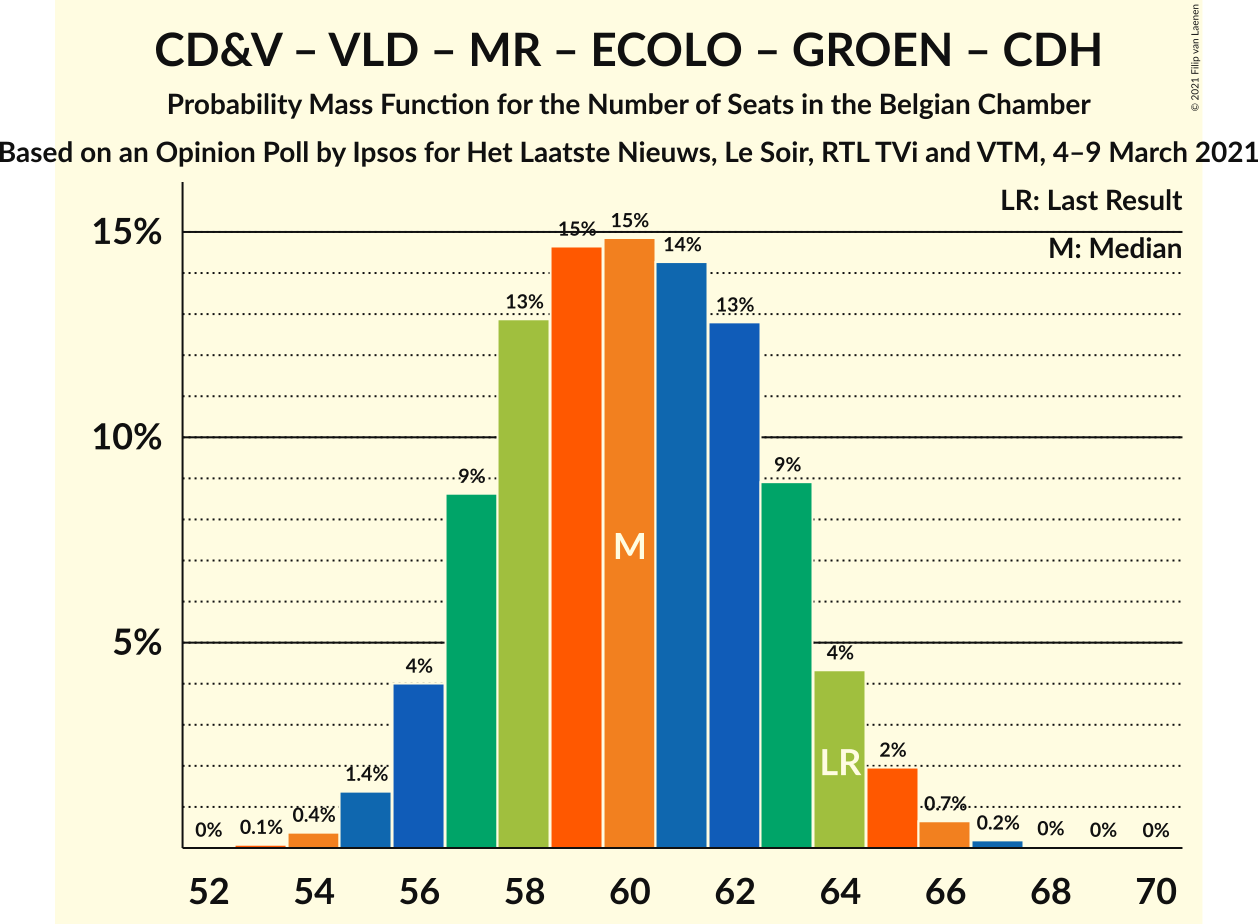 CD&V – VLD – MR – ECOLO – GROEN – CDH
© 2021 Filip van Laenen
Probability Mass Function for the Number of Seats in the Belgian Chamber
Based on an Opinion Poll by Ipsos for Het Laatste Nieuws, Le Soir, RTL TVi and VTM, 4–9 March 2021
LR: Last Result
M: Median
15%
10%
5%
0%
0.1%
0.4%
1.4%
4%
9%
13%
15%
15%
14%
13%
9%
4%
2%
0.7%
0.2%
0%
0%
0%
M
LR
52 54 56 58 60 62 64 66 68 70